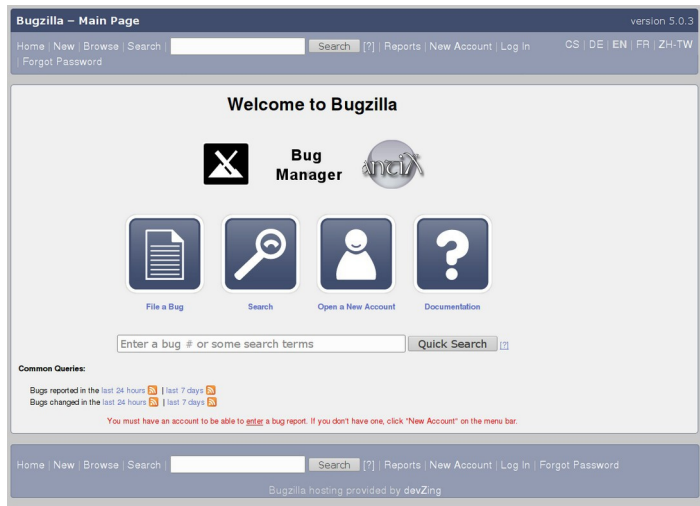 Bugzilla – Main Page
version 5.0.3
Home | New | Browse | Search | Search [?] | Reports | New Account | Log In
| Forgot Password
CS | DE | EN | FR | ZH-TW
Welcome to Bugzilla
Bug
Manager
antiX
File a Bug
Search
Open a New Account
Documentation
Enter a bug # or some search terms
Quick Search [?]
Common Queries:
Bugs reported in the last 24 hours | last 7 days
Bugs changed in the last 24 hours | last 7 days
You must have an account to be able to enter a bug report. If you don't have one, click "New Account" on the menu bar.
Home | New | Browse | Search | Search [?] | Reports | New Account | Log In | Forgot Password
Bugzilla hosting provided by devZing